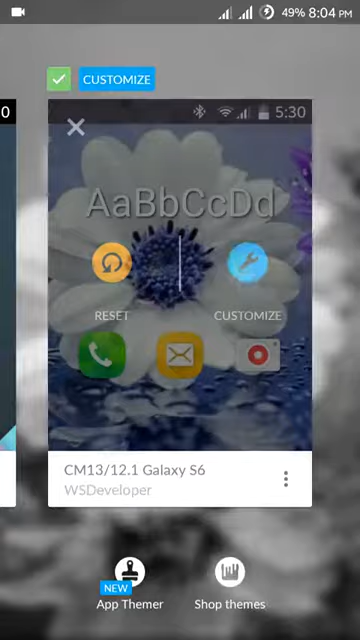 49% 8:04 PM
CUSTOMIZE
0
5:30
AaBbCcDd
RESET
CUSTOMIZE
CM13/12.1 Galaxy S6
WSDeveloper
NEW
App Themer
Shop themes